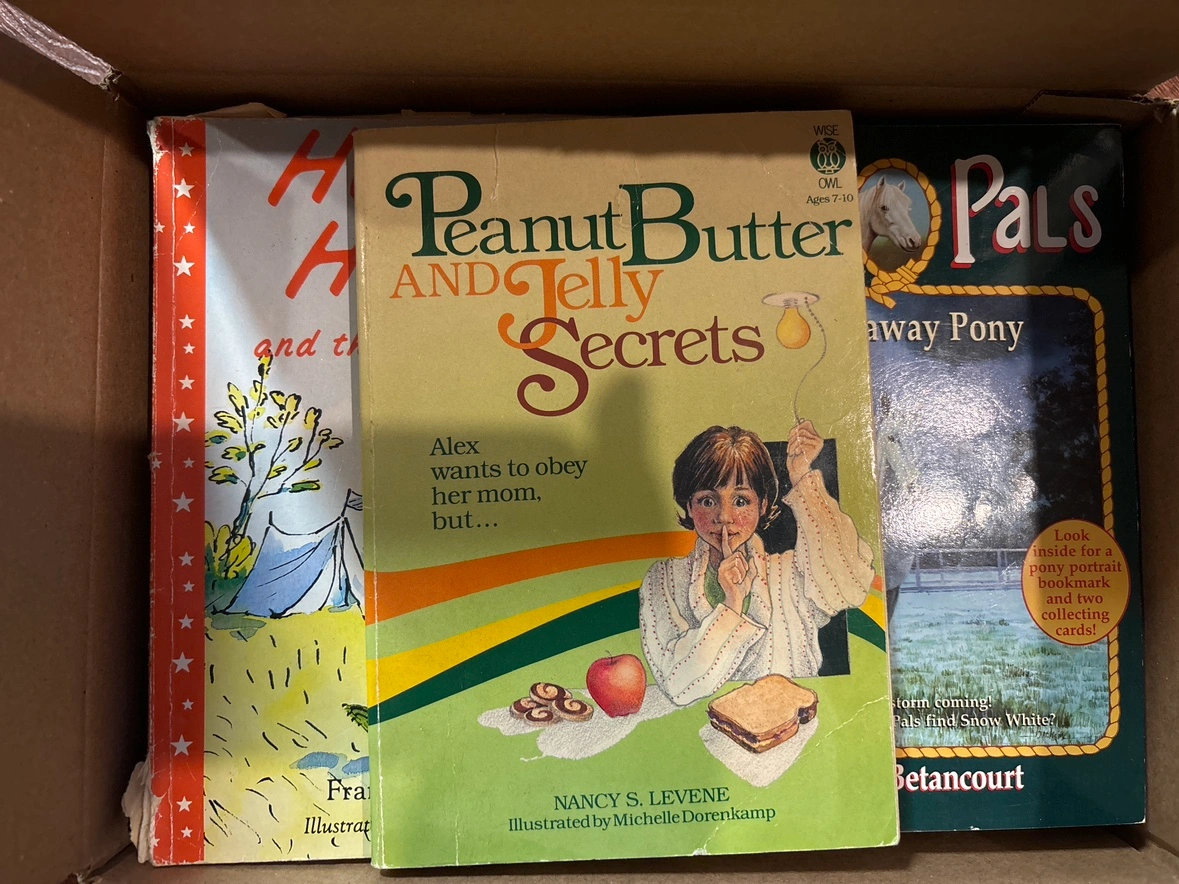 H
H
and th
Fra
Illustrat
WISE
OWL
Ages 7-10
Peanut Butter
AND Jelly
Secrets
Alex
wants to obey
her mom,
but...
NANCY S. LEVENE
Illustrated by Michelle Dorenkamp
Pals
away Pony
Look
inside for a
pony portrait
bookmark
and two
collecting
cards!
storm coming!
Pals find Snow White?
Betancourt